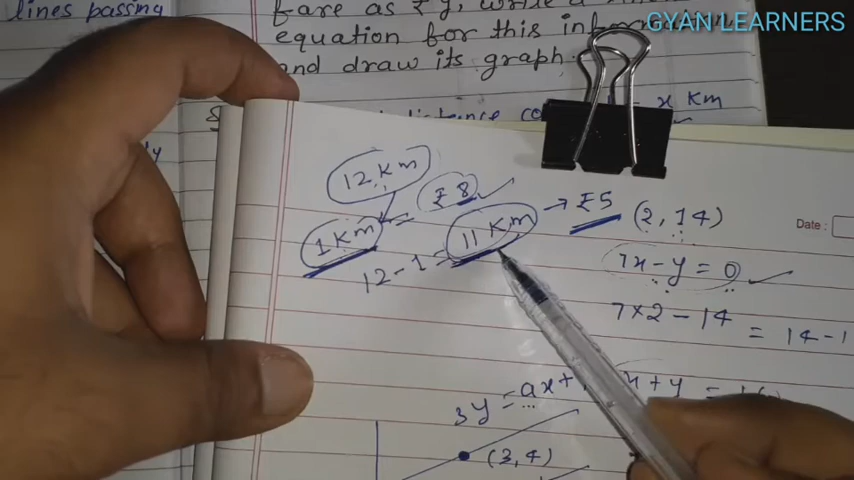 lines passing
fare as ₹ y, write a
GYAN LEARNERS
equation for this
and draw its graph.
distance x Km
12 Km
₹ 8
1 Km = 11 Km → ₹5 (2, 14)
Date :
12-1 =
7x - y = 0
7×2 - 14 = 14-1
3y = ax+ x + y =
(3, 4)